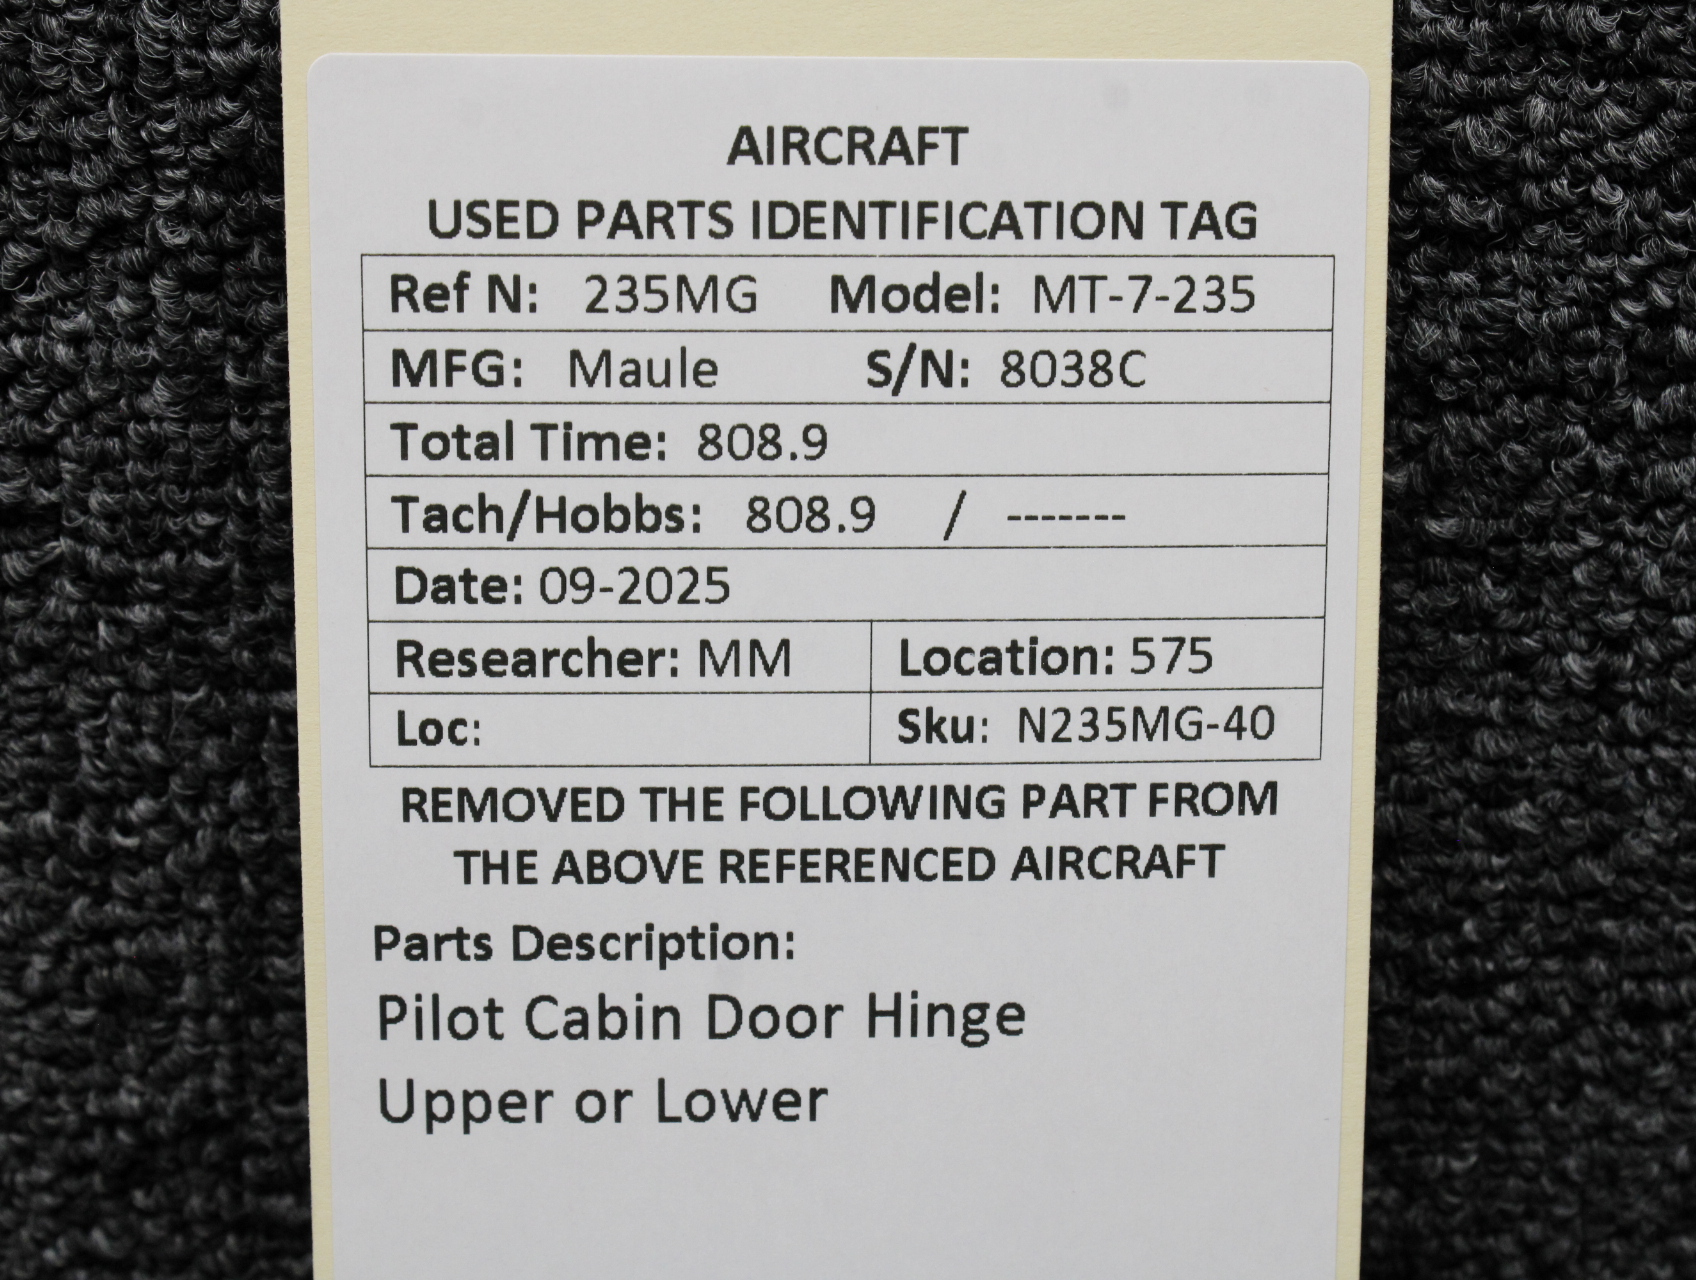 AIRCRAFT
USED PARTS IDENTIFICATION TAG
Ref N: 235MG Model: MT-7-235
MFG: Maule S/N: 8038C
Total Time: 808.9
Tach/Hobbs: 808.9 / -------
Date: 09-2025
Researcher: MM Location: 575
Loc: Sku: N235MG-40
REMOVED THE FOLLOWING PART FROM
THE ABOVE REFERENCED AIRCRAFT
Parts Description:
Pilot Cabin Door Hinge
Upper or Lower